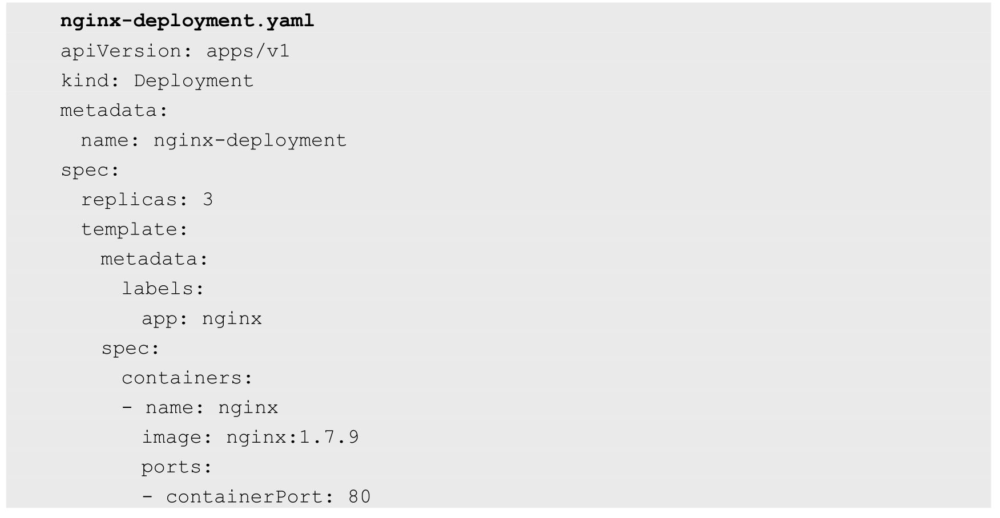 nginx-deployment.yaml
apiVersion: apps/v1
kind: Deployment
metadata:
  name: nginx-deployment
spec:
  replicas: 3
  template:
    metadata:
      labels:
        app: nginx
    spec:
      containers:
      - name: nginx
        image: nginx:1.7.9
        ports:
        - containerPort: 80